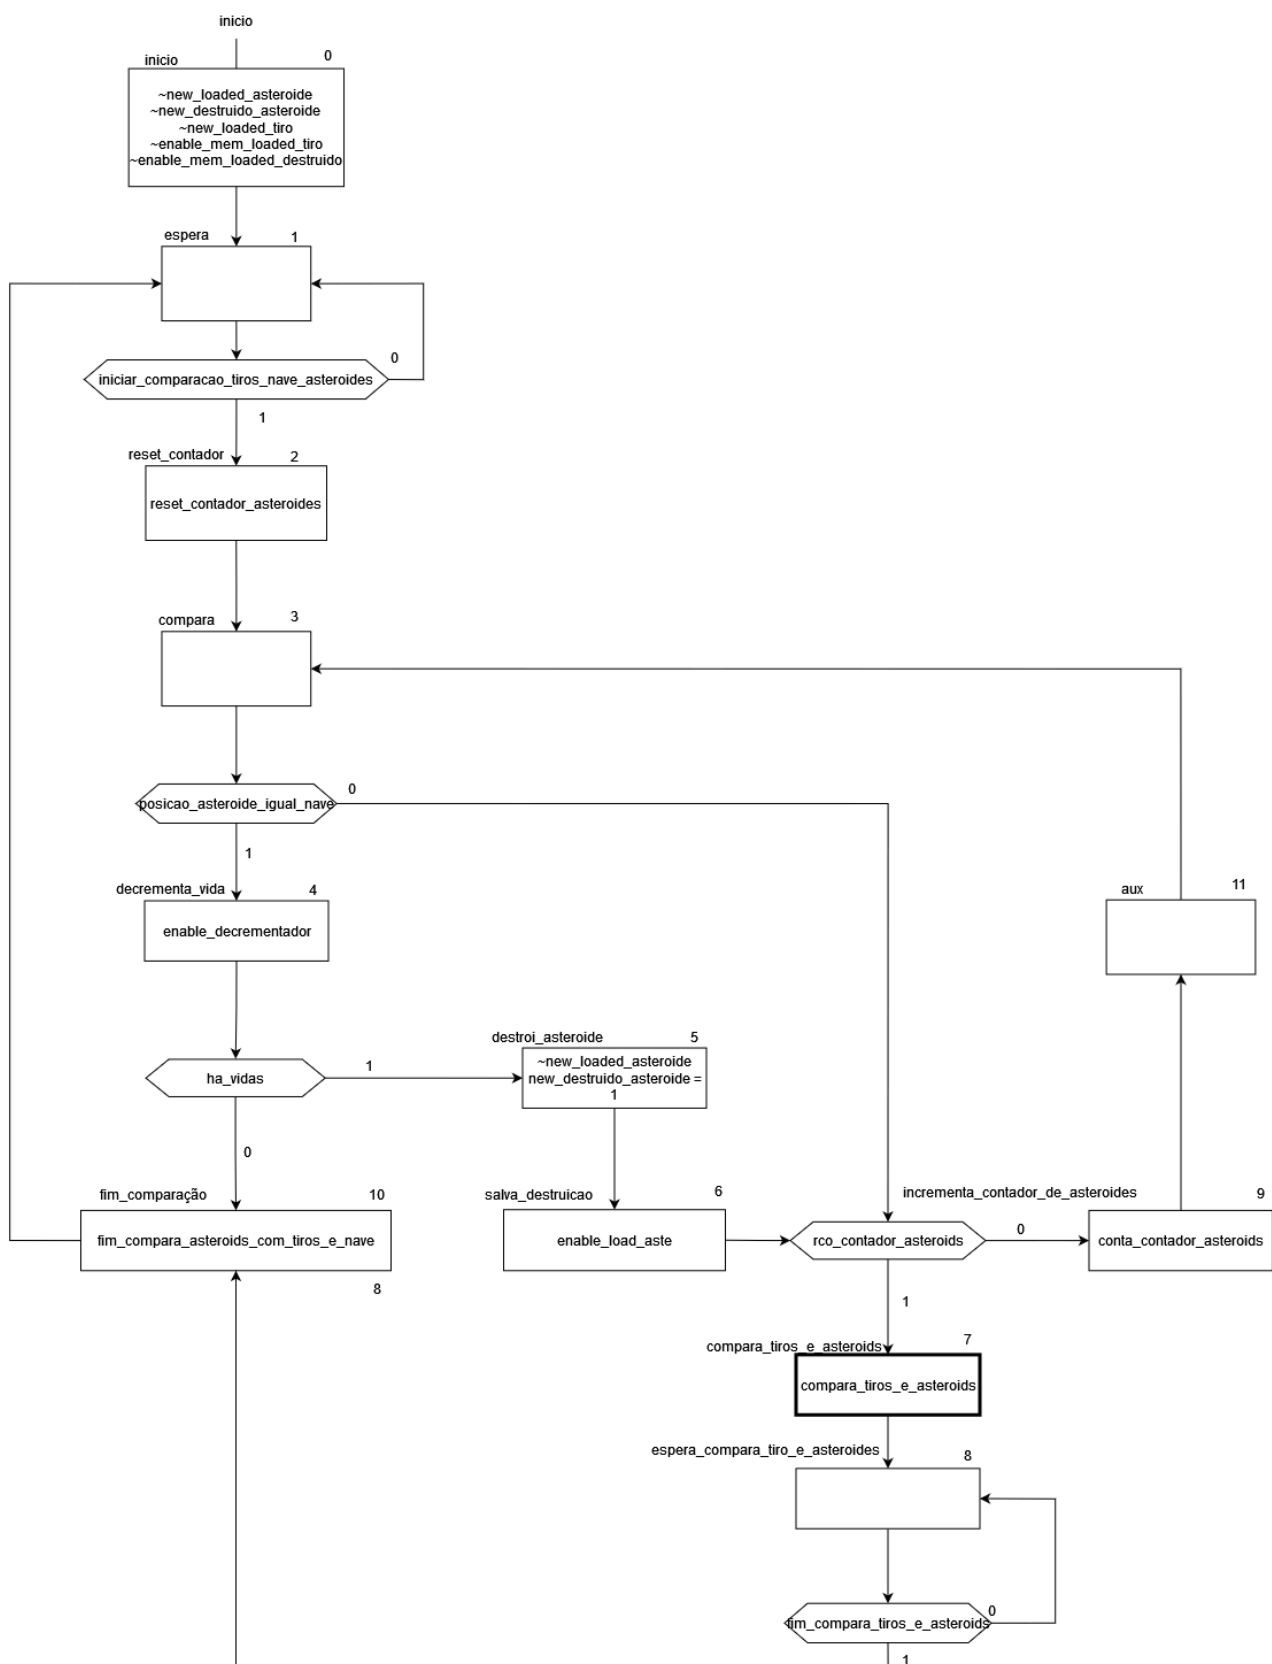 inicio
inicio
0
~new_loaded_asteroide
~new_destruido_asteroide
~new_loaded_tiro
~enable_mem_loaded_tiro
~enable_mem_loaded_destruido
espera
1
iniciar_comparacao_tiros_nave_asteroides
0
1
reset_contador
2
reset_contador_asteroides
compara
3
posicao_asteroide_igual_nave
0
1
decrementa_vida
4
enable_decrementador
aux
11
ha_vidas
1
0
destroi_asteroide
5
~new_loaded_asteroide
new_destruido_asteroide =
1
fim_comparação
10
fim_compara_asteroids_com_tiros_e_nave
8
salva_destruicao
6
enable_load_aste
rco_contador_asteroids
0
1
incrementa_contador_de_asteroides
9
conta_contador_asteroids
compara_tiros_e_asteroids
7
compara_tiros_e_asteroids
espera_compara_tiro_e_asteroides
8
fim_compara_tiros_e_asteroids
0
1